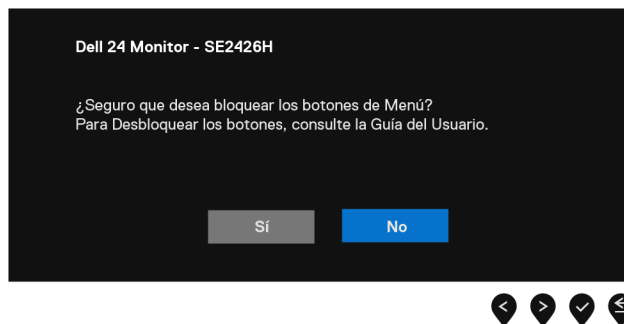 Dell 24 Monitor - SE2426H
¿Seguro que desea bloquear los botones de Menú?
Para Desbloquear los botones, consulte la Guía del Usuario.
Sí No